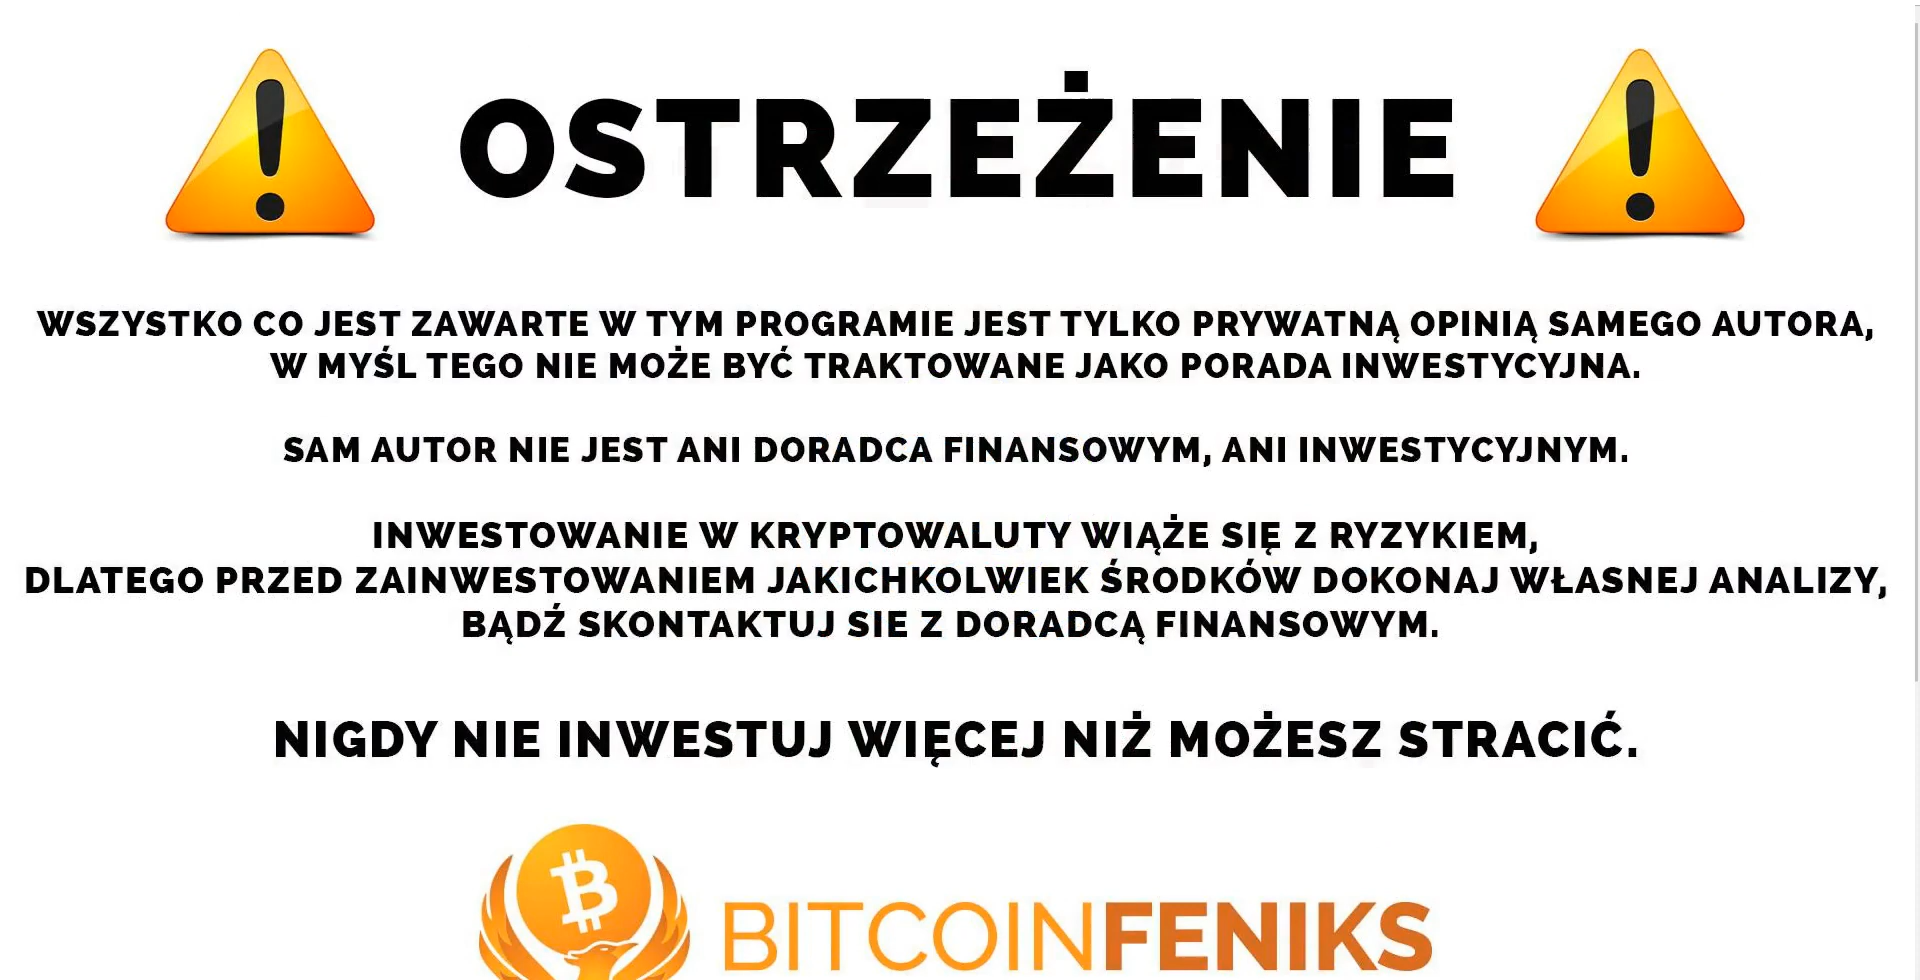 OSTRZEŻENIE
WSZYSTKO CO JEST ZAWARTE W TYM PROGRAMIE JEST TYLKO PRYWATNĄ OPINIĄ SAMEGO AUTORA,
W MYŚL TEGO NIE MOŻE BYĆ TRAKTOWANE JAKO PORADA INWESTYCYJNA.
SAM AUTOR NIE JEST ANI DORADCA FINANSOWYM, ANI INWESTYCYJNYM.
INWESTOWANIE W KRYPTOWALUTY WIĄŻE SIĘ Z RYZYKIEM,
DLATEGO PRZED ZAINWESTOWANIEM JAKICHKOLWIEK ŚRODKÓW DOKONAJ WŁASNEJ ANALIZY,
BĄDŹ SKONTAKTUJ SIE Z DORADCĄ FINANSOWYM.
NIGDY NIE INWESTUJ WIĘCEJ NIŻ MOŻESZ STRACIĆ.
BITCOINFENIKS